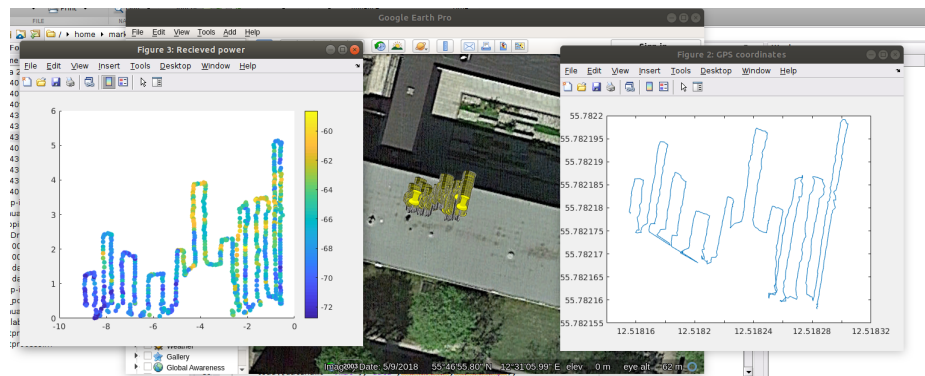 Print
FILE
Google Earth Pro
File Edit View Tools Add Help
/ home
Sign in
Figure 3: Recieved power
File Edit View Insert Tools Desktop Window Help
6
5
4
3
2
1
0
-10 -8 -6 -4 -2 0
-60
-62
-64
-66
-68
-70
-72
Figure 2: GPS coordinates
File Edit View Insert Tools Desktop Window Help
55.7822
55.782195
55.78219
55.782185
55.78218
55.782175
55.78217
55.782165
55.78216
55.782155
12.51816 12.5182 12.51824 12.51828 12.51832
Weather
Gallery
Global Awareness
Date: 5/9/2018 55°46'55.80" N 12°31'05.99" E elev 0 m eye alt 62 m